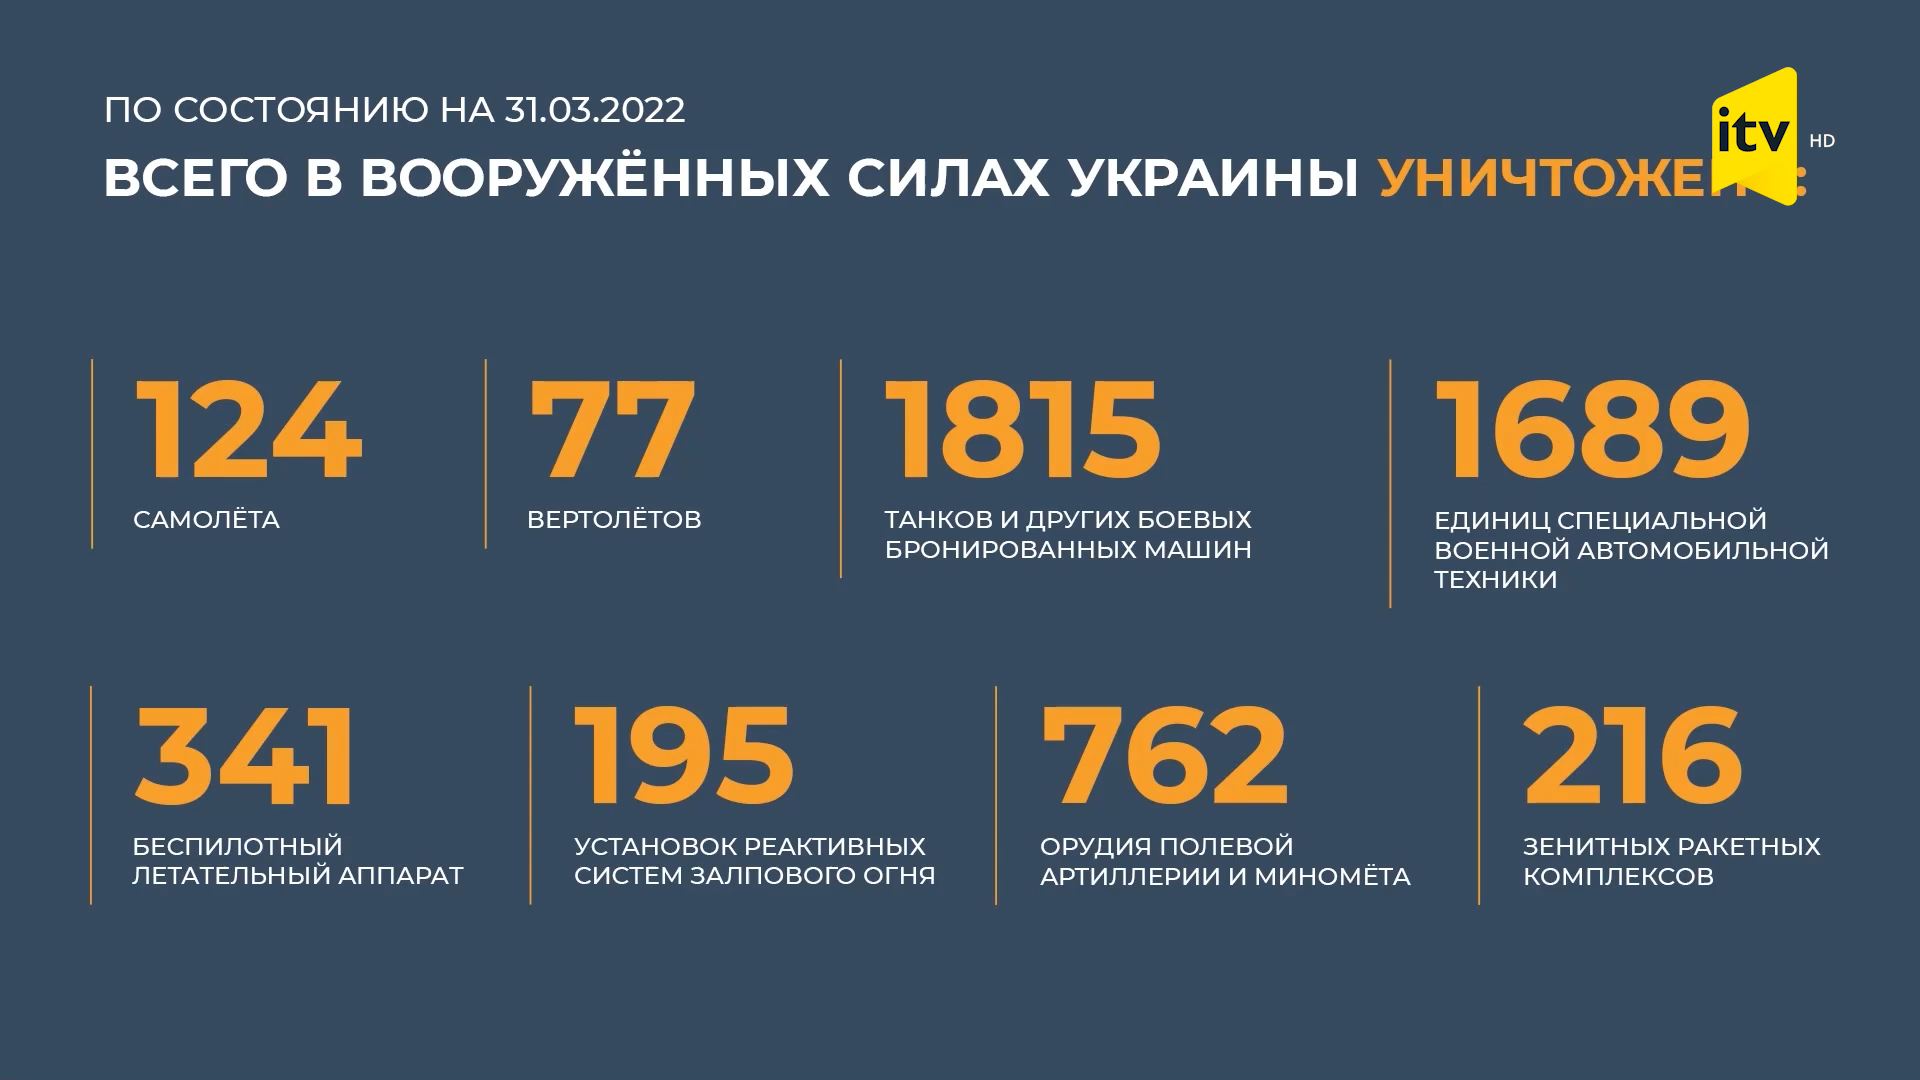 ПО СОСТОЯНИЮ НА 31.03.2022
ВСЕГО В ВООРУЖЁННЫХ СИЛАХ УКРАИНЫ
itv HD
124
САМОЛЁТА
77
ВЕРТОЛЁТОВ
1815
ТАНКОВ И ДРУГИХ БОЕВЫХ
БРОНИРОВАННЫХ МАШИН
1689
ЕДИНИЦ СПЕЦИАЛЬНОЙ
ВОЕННОЙ АВТОМОБИЛЬНОЙ
ТЕХНИКИ
341
БЕСПИЛОТНЫЙ
ЛЕТАТЕЛЬНЫЙ АППАРАТ
195
УСТАНОВОК РЕАКТИВНЫХ
СИСТЕМ ЗАЛПОВОГО ОГНЯ
762
ОРУДИЯ ПОЛЕВОЙ
АРТИЛЛЕРИИ И МИНОМЁТА
216
ЗЕНИТНЫХ РАКЕТНЫХ
КОМПЛЕКСОВ